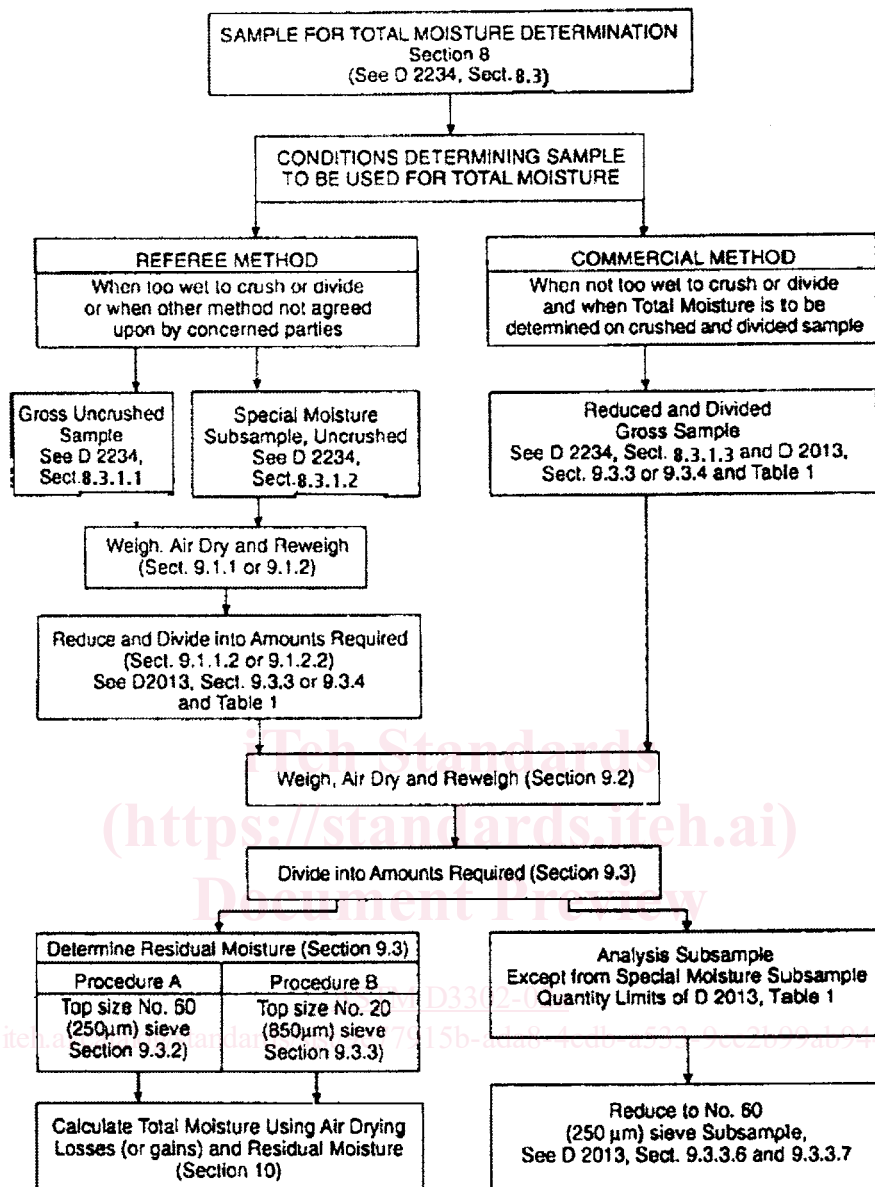 SAMPLE FOR TOTAL MOISTURE DETERMINATION
Section 8
(See D 2234, Sect. 8.3)
CONDITIONS DETERMINING SAMPLE
TO BE USED FOR TOTAL MOISTURE
REFEREE METHOD
When too wet to crush or divide
or when other method not agreed
upon by concerned parties
COMMERCIAL METHOD
When not too wet to crush or divide
and when Total Moisture is to be
determined on crushed and divided sample
Gross Uncrushed
Sample
See D 2234,
Sect.8.3.1.1
Special Moisture
Subsample, Uncrushed
See D 2234,
Sect.8.3.1.2
Reduced and Divided
Gross Sample
See D 2234, Sect. 8.3.1.3 and D 2013,
Sect. 9.3.3 or 9.3.4 and Table 1
Weigh. Air Dry and Reweigh
(Sect. 9.1.1 or 9.1.2)
Reduce and Divide into Amounts Required
(Sect. 9.1.1.2 or 9.1.2.2)
See D2013, Sect. 9.3.3 or 9.3.4
and Table 1
iTeh Standards
Weigh, Air Dry and Reweigh (Section 9.2)
(https://standards.iteh.ai)
Divide into Amounts Required (Section 9.3)
Document Preview
Determine Residual Moisture (Section 9.3)
Procedure A
Top size No. 60
(250µm) sieve
Section 9.3.2)
Procedure B
Top size No. 20
(850µm) sieve
Section 9.3.3)
Analysis Subsample
Except from Special Moisture Subsample
Quantity Limits of D 2013, Table 1
Calculate Total Moisture Using Air Drying
Losses (or gains) and Residual Moisture
(Section 10)
Reduce to No. 60
(250 µm) sieve Subsample,
See D 2013, Sect. 9.3.3.6 and 9.3.3.7